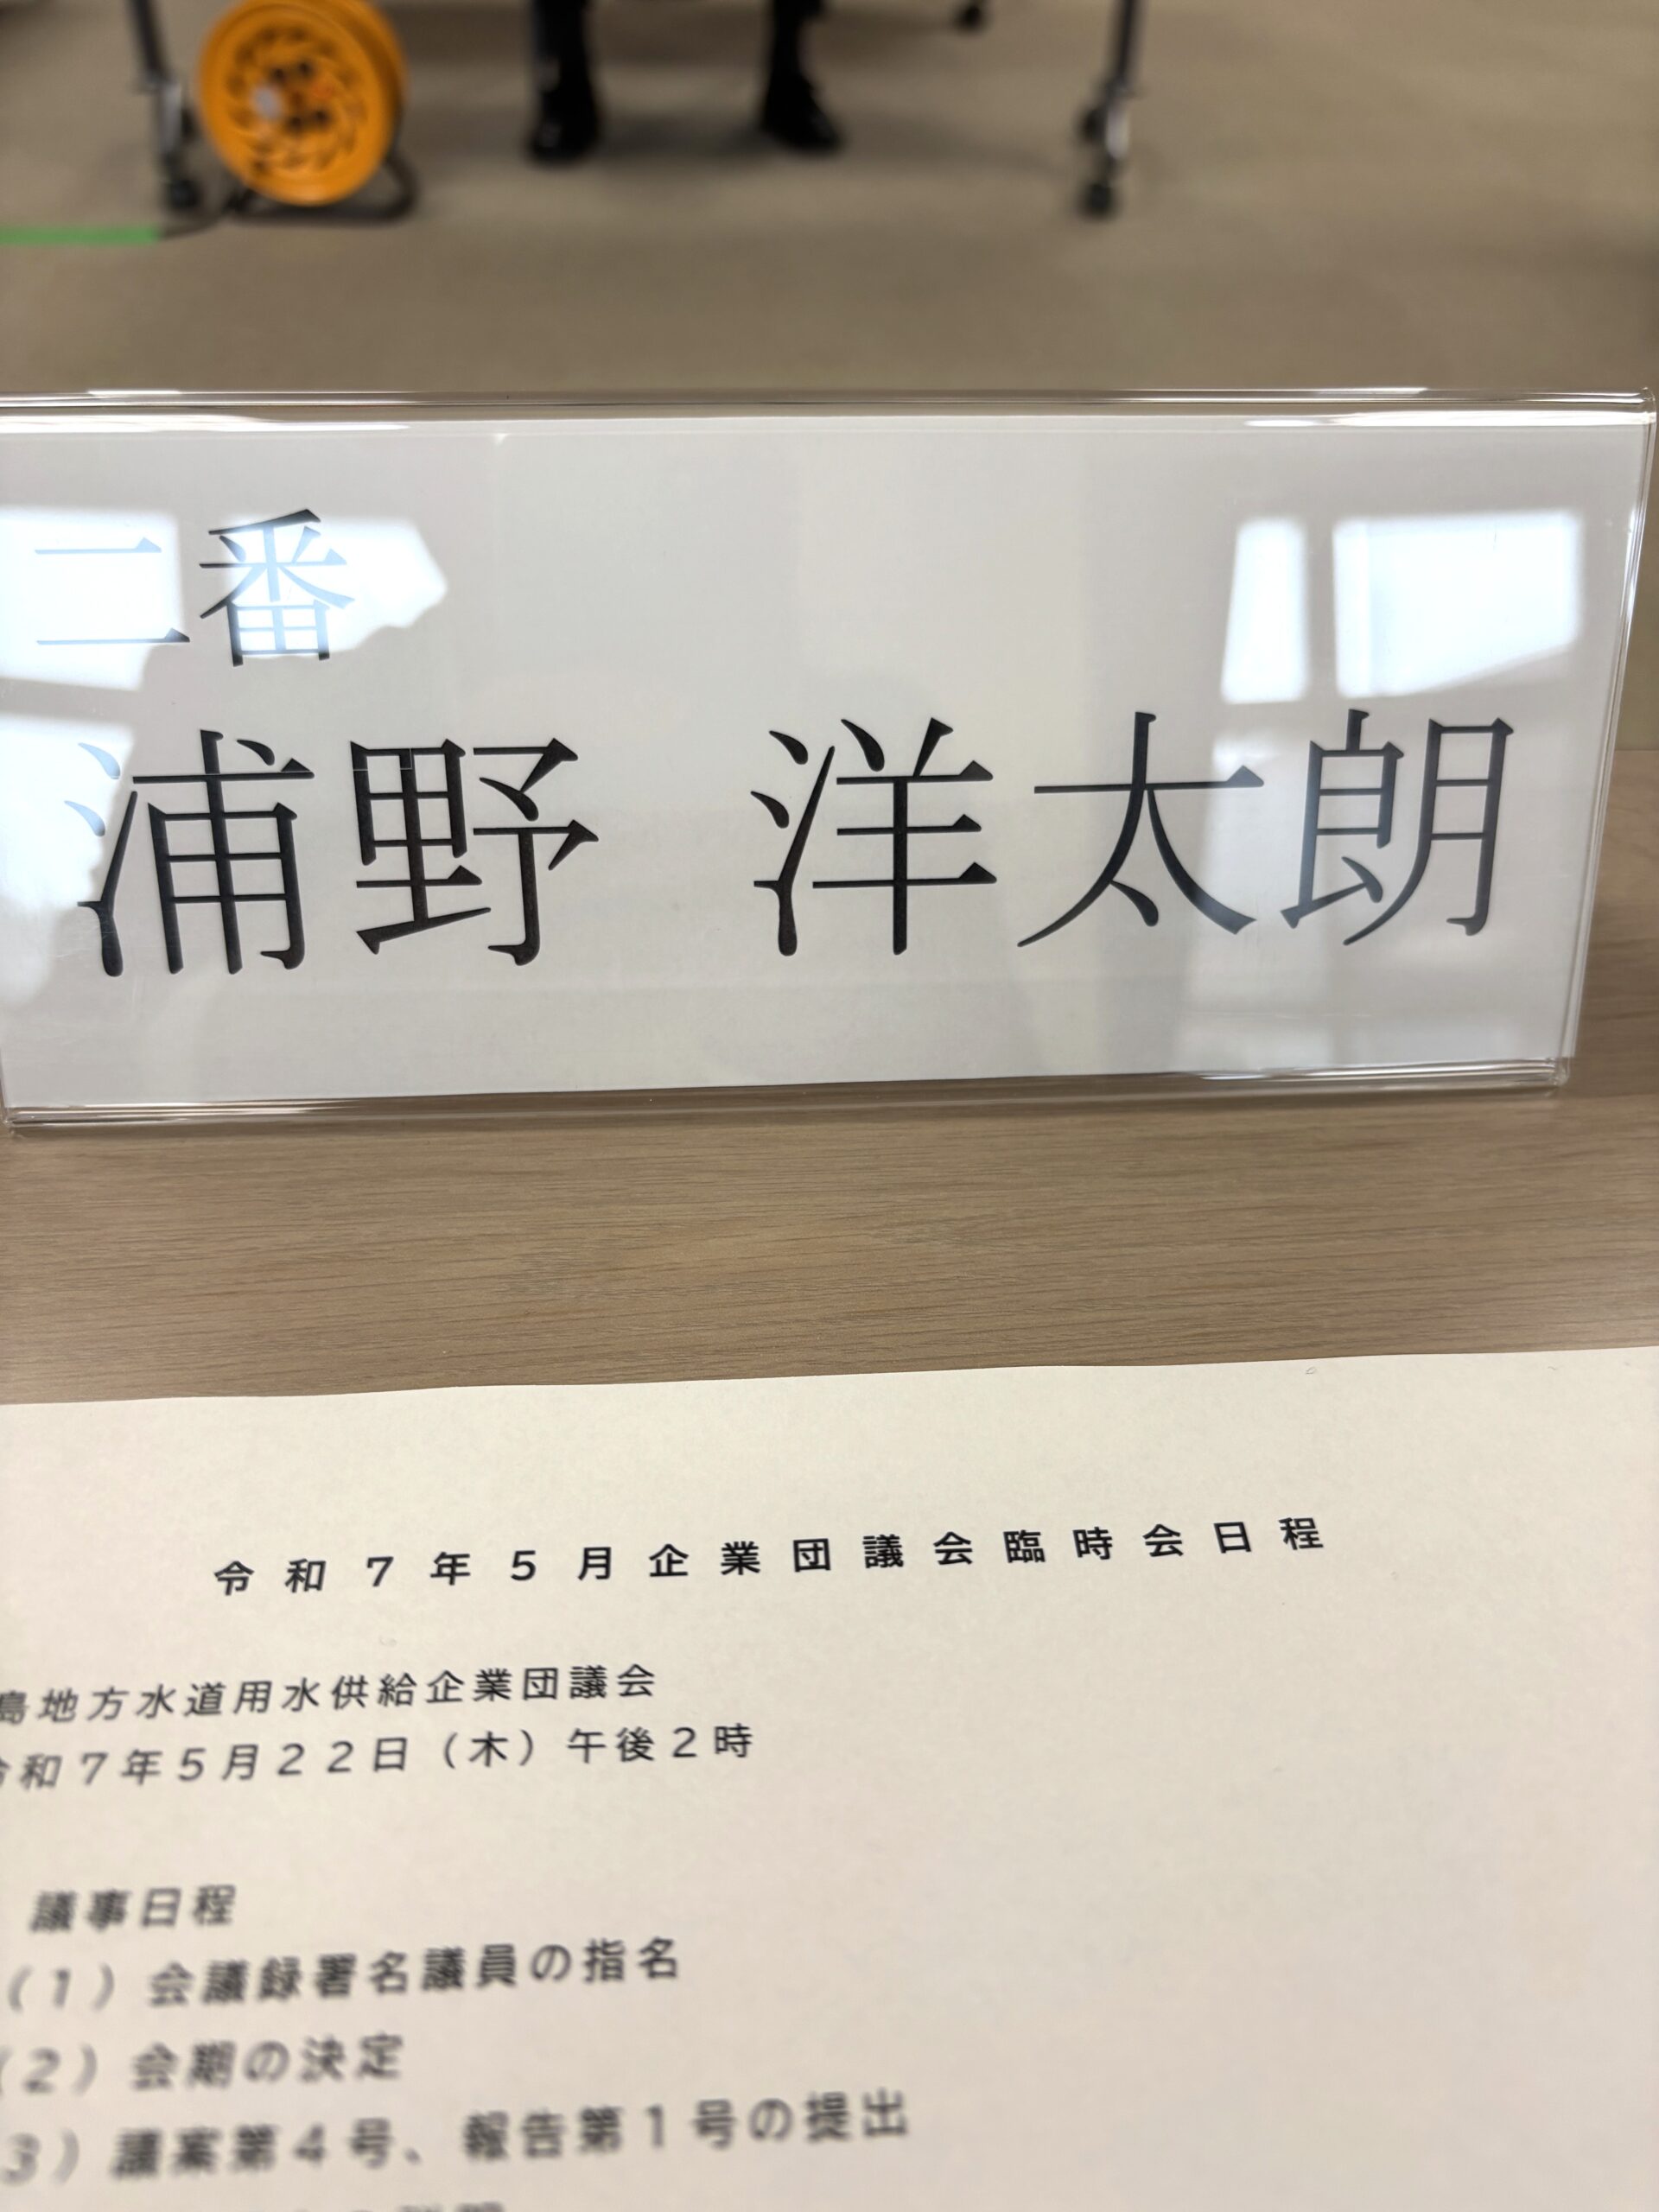 二番
浦野 洋太朗
令和7年5月企業団議会臨時会日程
島地方水道用水供給企業団議会
令和7年5月22日（木）午後2時
議事日程
（1）会議録署名議員の指名
（2）会期の決定
（3）議案第4号、報告第1号の提出